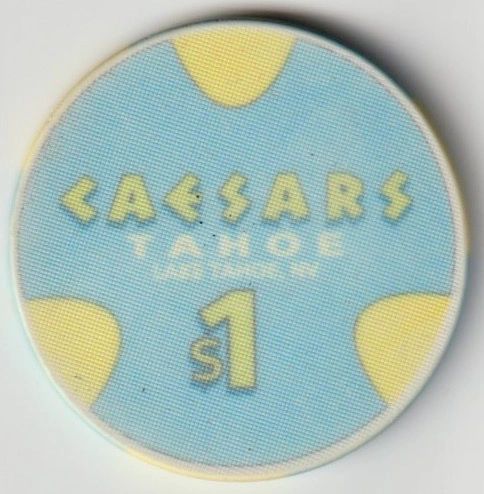 CAESARS
TAHOE
LAKE TAHOE, NV
$1